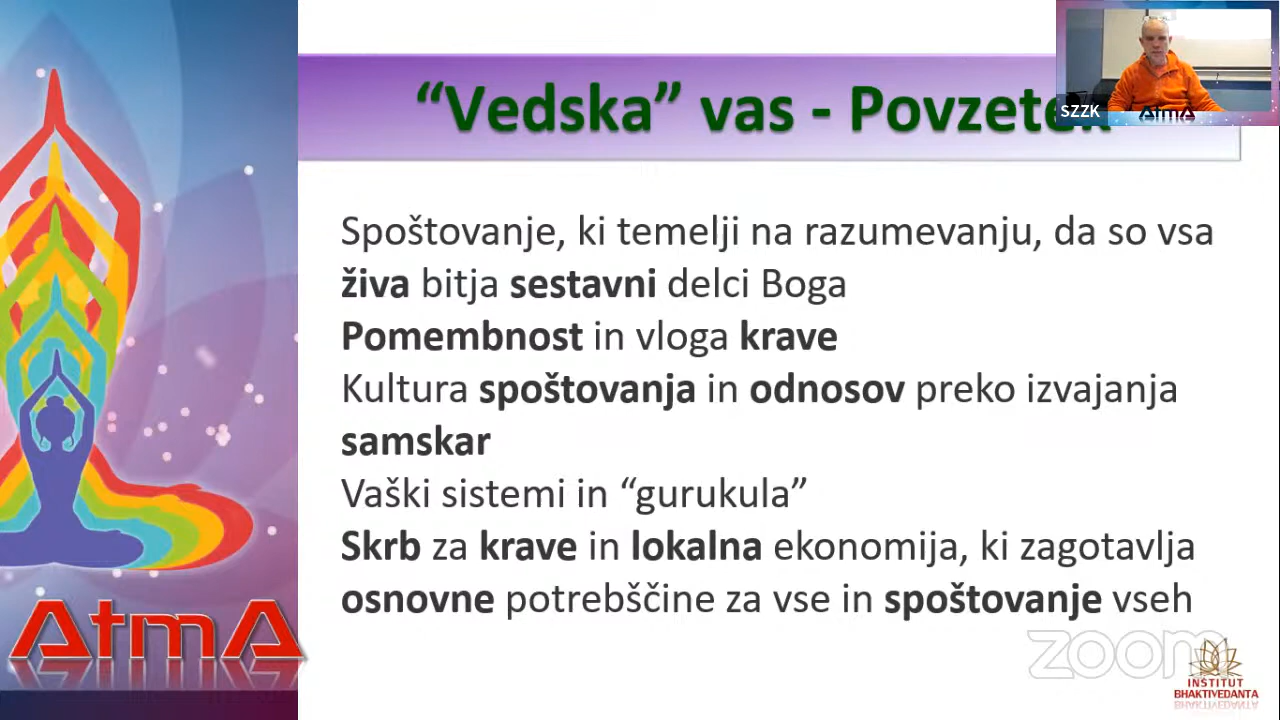 “Vedska” vas - Povzetek
SZZK
AtmA
Spoštovanje, ki temelji na razumevanju, da so vsa
živa bitja sestavni delci Boga
Pomembnost in vloga krave
Kultura spoštovanja in odnosov preko izvajanja
samskar
Vaški sistemi in “gurukula”
Skrb za krave in lokalna ekonomija, ki zagotavlja
osnovne potrebščine za vse in spoštovanje vseh
AtmA
zoom
INŠTITUT
BHAKTIVEDANTA